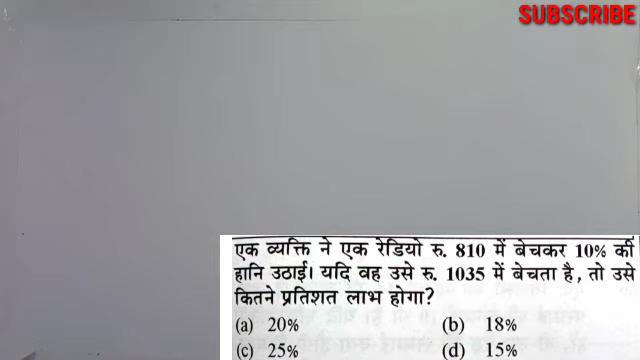 SUBSCRIBE
एक व्यक्ति ने एक रेडियो रु. 810 में बेचकर 10% की
हानि उठाई। यदि वह उसे रु. 1035 में बेचता है, तो उसे
कितने प्रतिशत लाभ होगा?
(a) 20% (b) 18%
(c) 25% (d) 15%